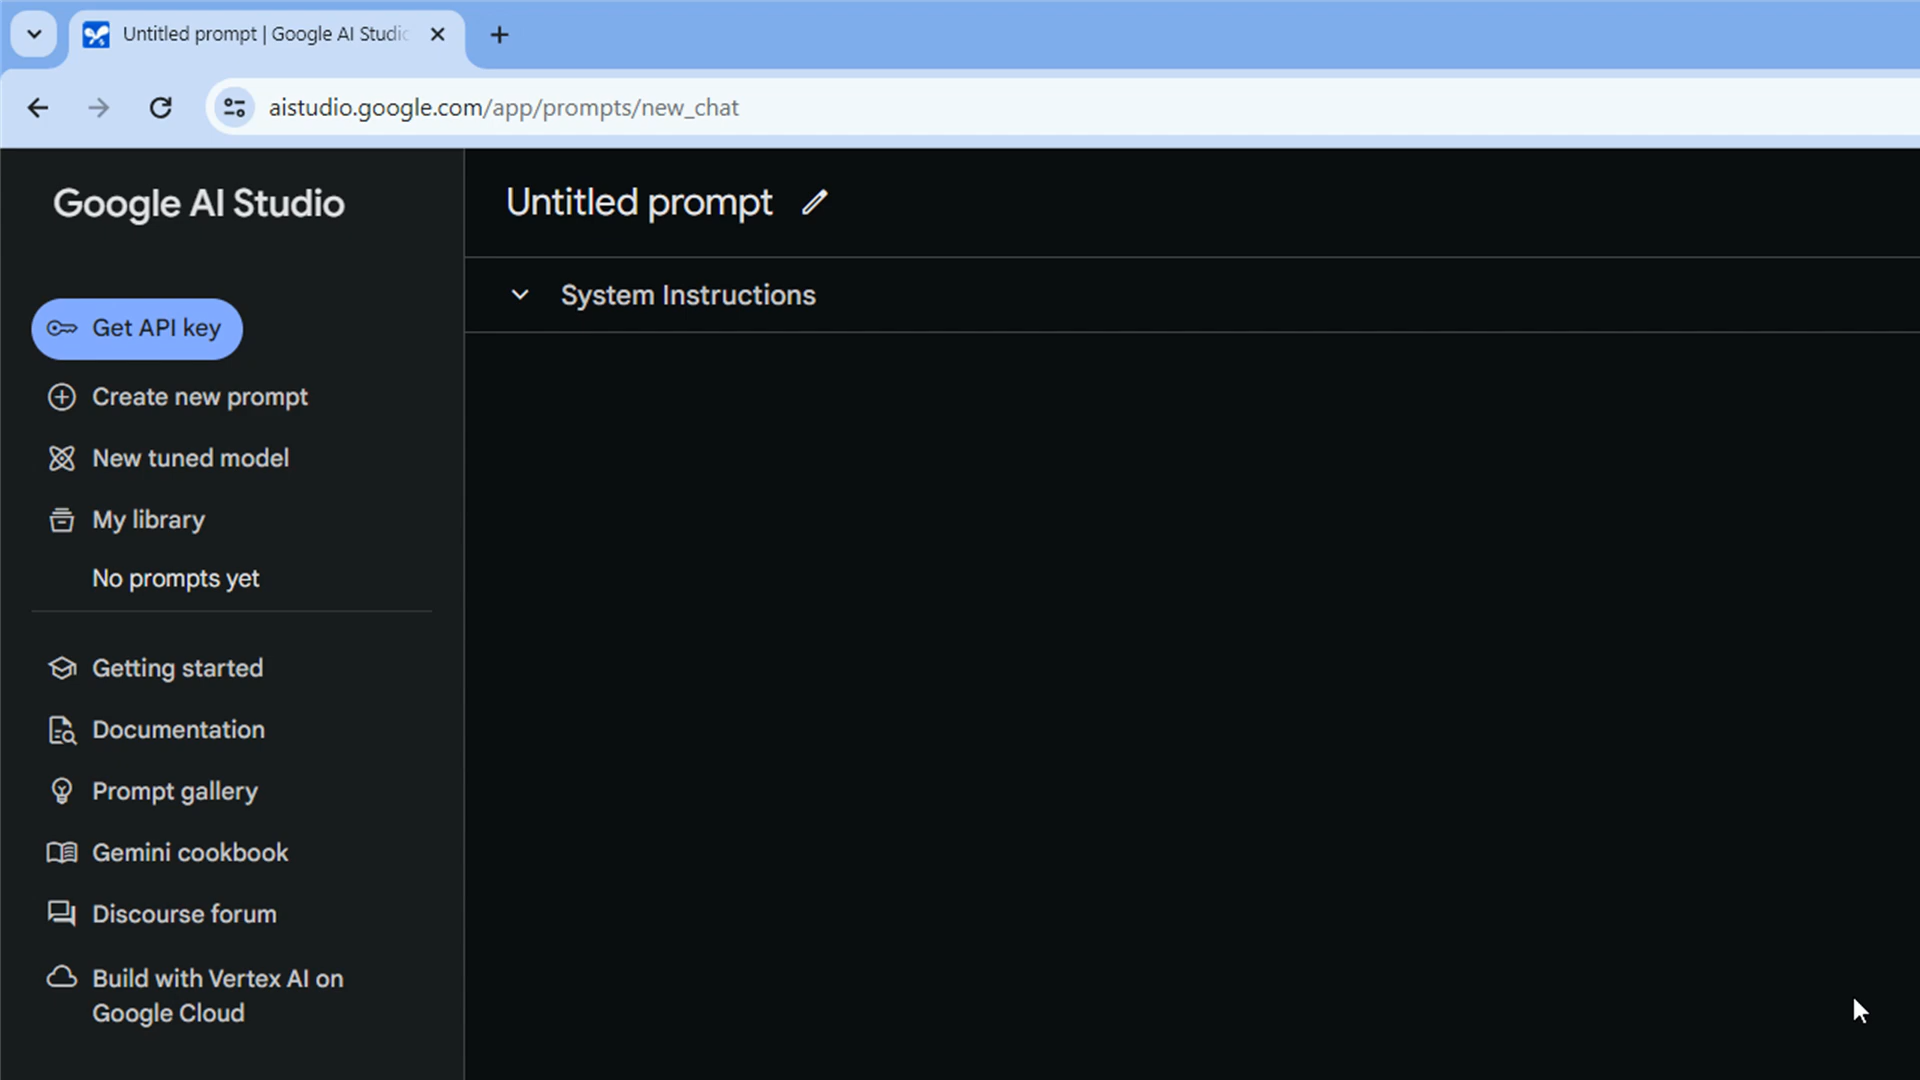 Untitled prompt | Google AI Studio
aistudio.google.com/app/prompts/new_chat
Google AI Studio
Get API key
Create new prompt
New tuned model
My library
No prompts yet
Getting started
Documentation
Prompt gallery
Gemini cookbook
Discourse forum
Build with Vertex AI on
Google Cloud
Untitled prompt
System Instructions